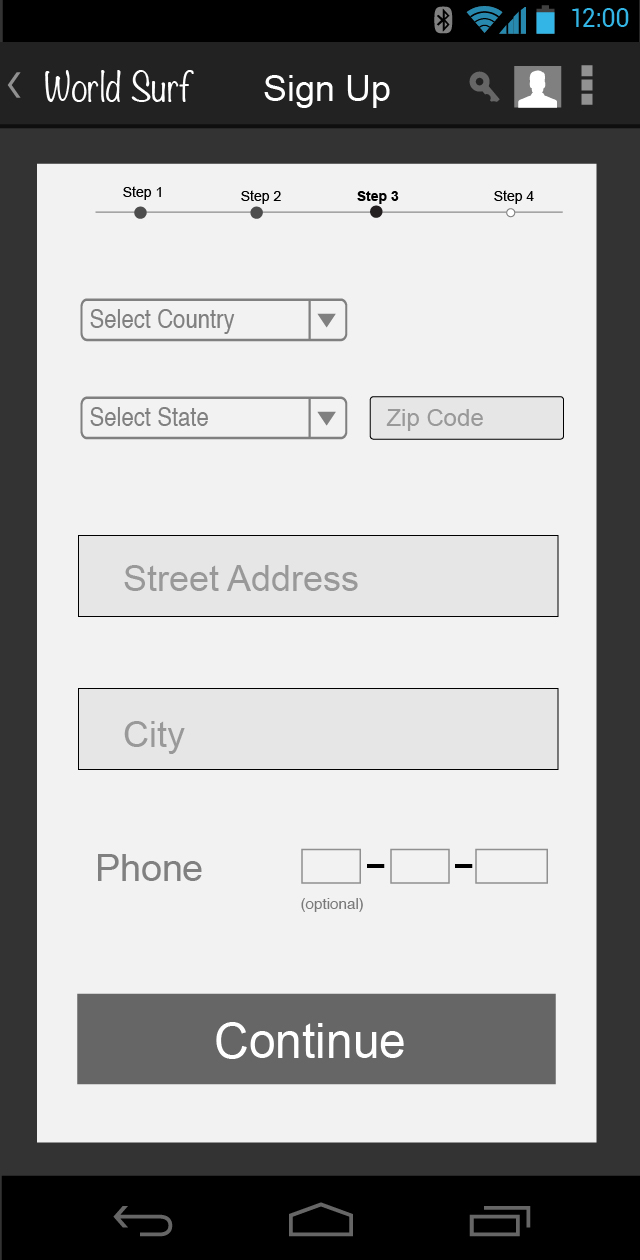 12:00
World Surf Sign Up
Step 1 Step 2 Step 3 Step 4
Select Country
Select State Zip Code
Street Address
City
Phone
(optional)
Continue